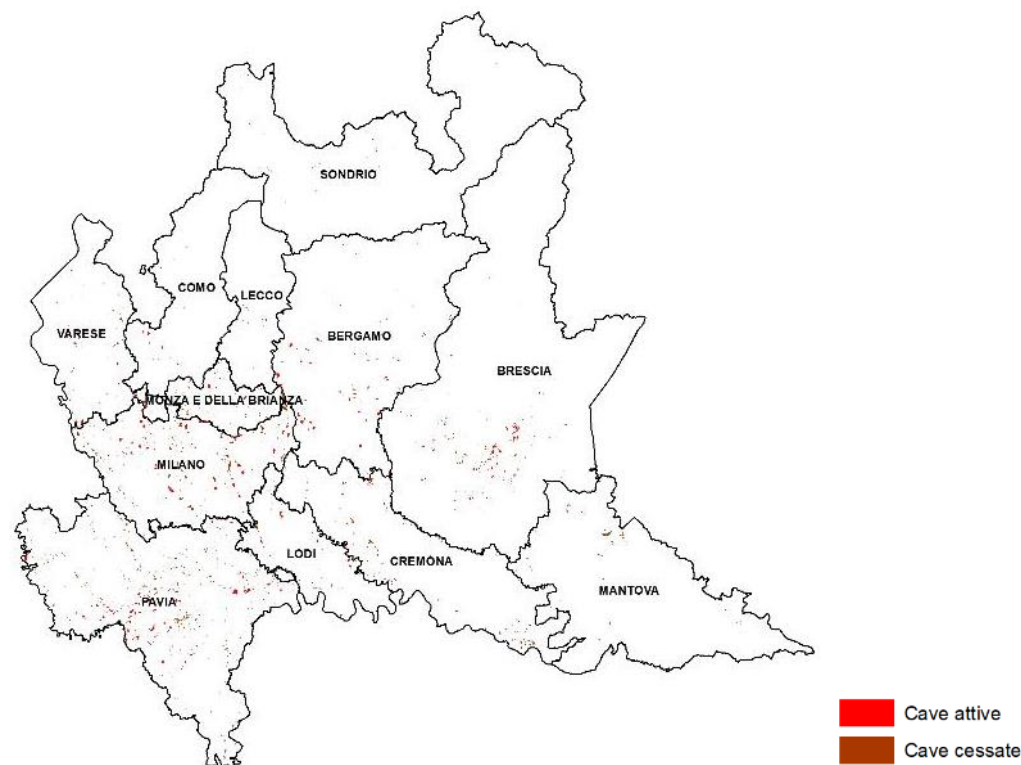 SONDRIO
COMO
LECCO
VARESE
BERGAMO
BRESCIA
MONZA E DELLA BRIANZA
MILANO
LODI
CREMONA
MANTOVA
PAVIA
Cave attive
Cave cessate